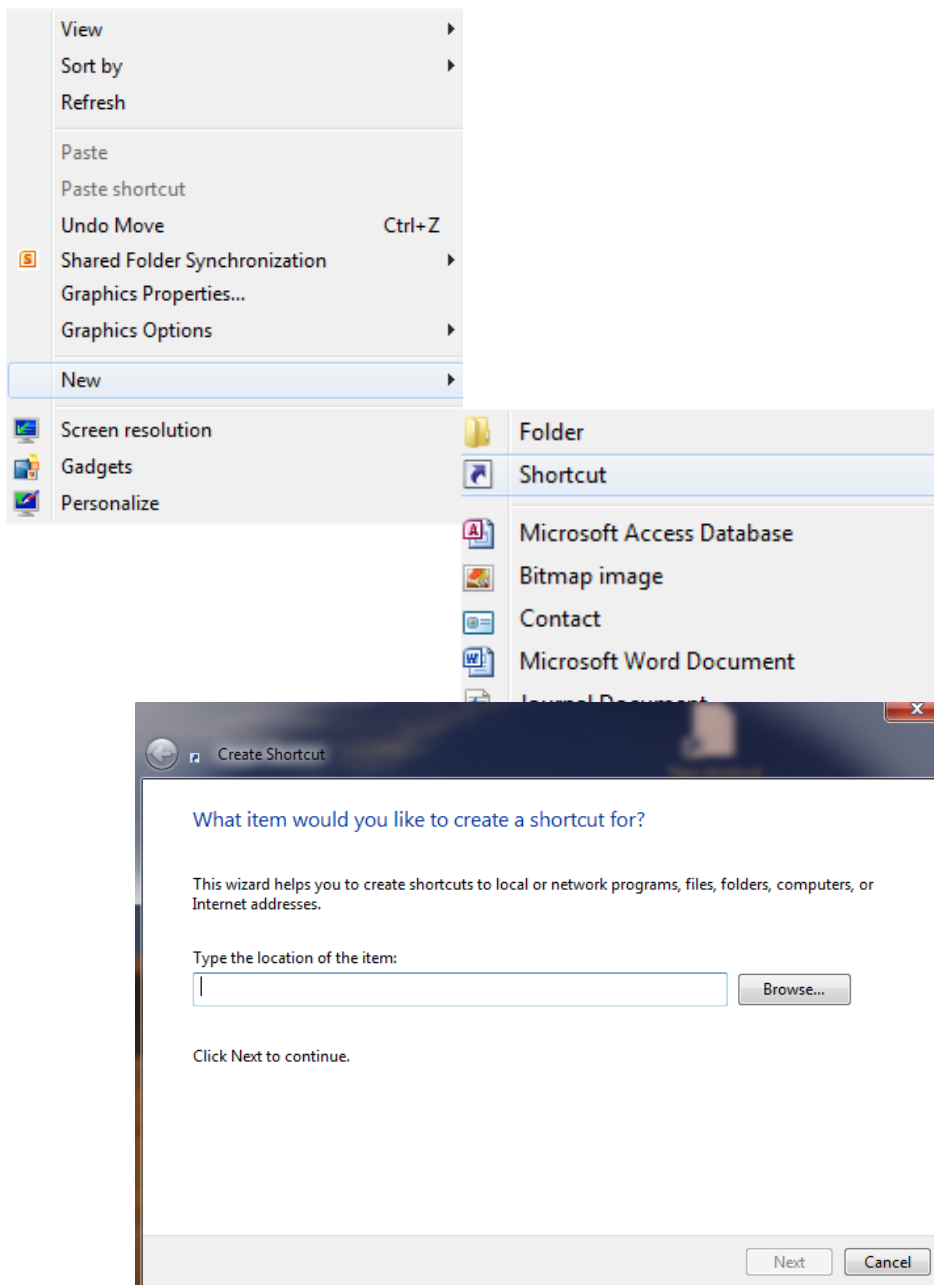 View
Sort by
Refresh
Paste
Paste shortcut
Undo Move Ctrl+Z
Shared Folder Synchronization
Graphics Properties...
Graphics Options
New
Screen resolution
Gadgets
Personalize
Folder
Shortcut
Microsoft Access Database
Bitmap image
Contact
Microsoft Word Document
Journal Document
Create Shortcut
What item would you like to create a shortcut for?
This wizard helps you to create shortcuts to local or network programs, files, folders, computers, or
Internet addresses.
Type the location of the item:
Browse...
Click Next to continue.
Next Cancel